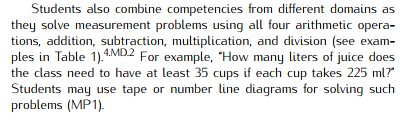 Students also combine competencies from different domains as
they solve measurement problems using all four arithmetic opera-
tions, addition, subtraction, multiplication, and division (see exam-
ples in Table 1).4.MD.2 For example, "How many liters of juice does
the class need to have at least 35 cups if each cup takes 225 ml?"
Students may use tape or number line diagrams for solving such
problems (MP1).